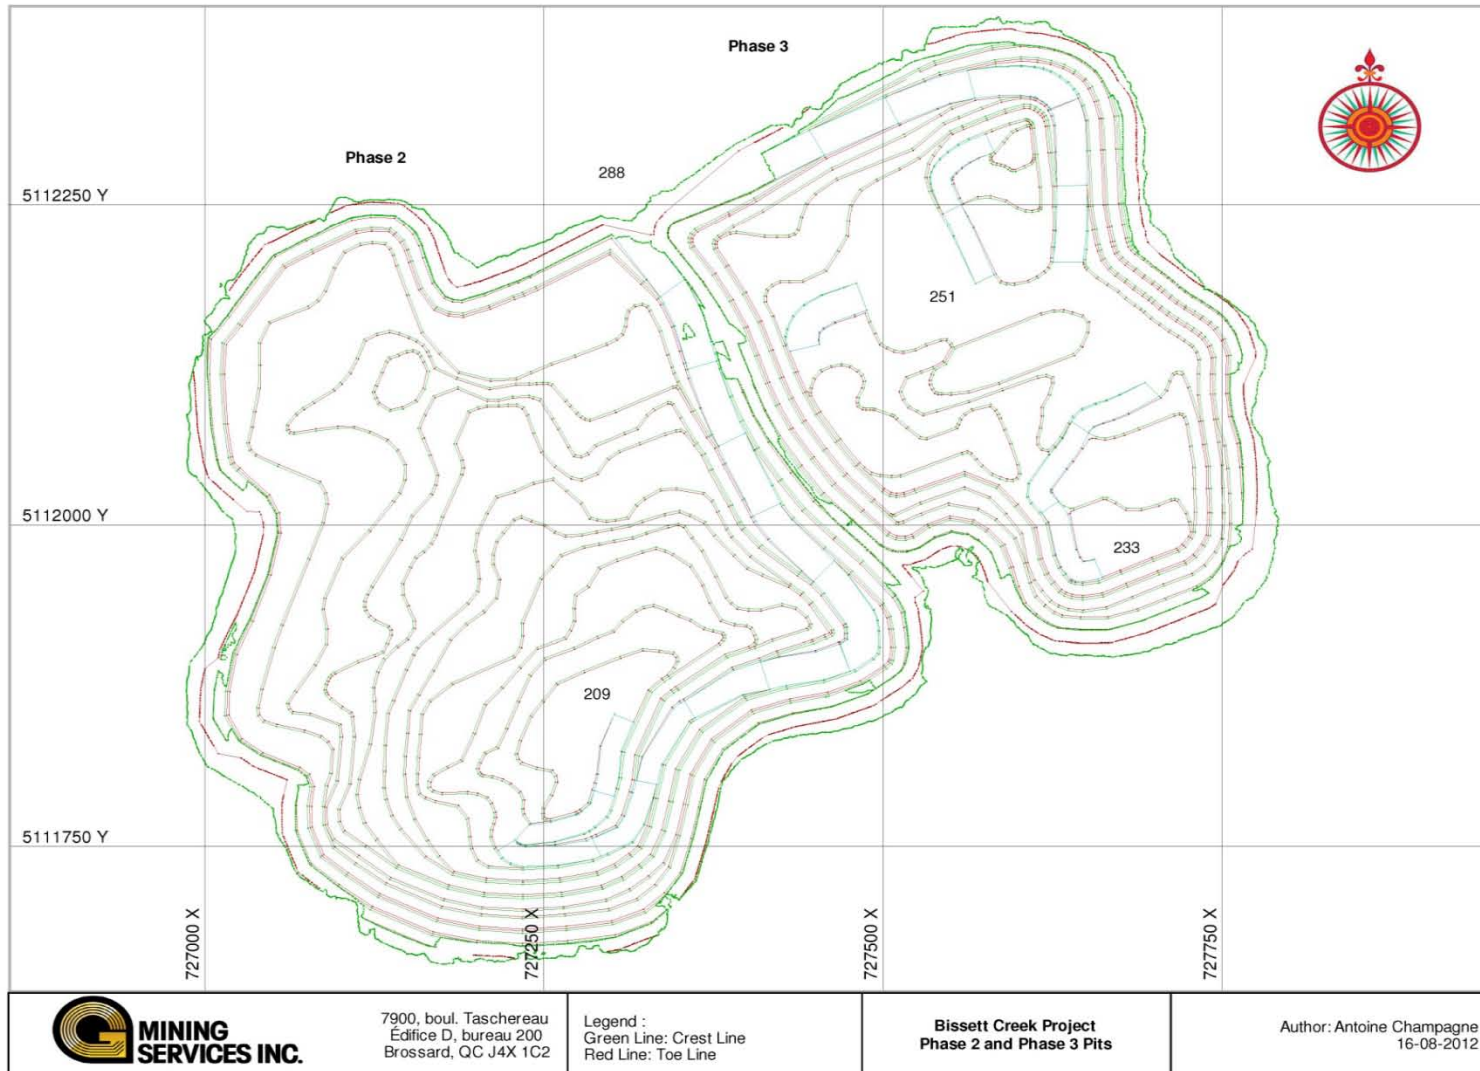 Phase 3
Phase 2
288
5112250 Y
251
5112000 Y
233
209
5111750 Y
727000 X
727250 X
727500 X
727750 X
G MINING
SERVICES INC.
7900, boul. Taschereau
Édifice D, bureau 200
Brossard, QC J4X 1C2
Legend :
Green Line: Crest Line
Red Line: Toe Line
Bissett Creek Project
Phase 2 and Phase 3 Pits
Author: Antoine Champagne
16-08-2012